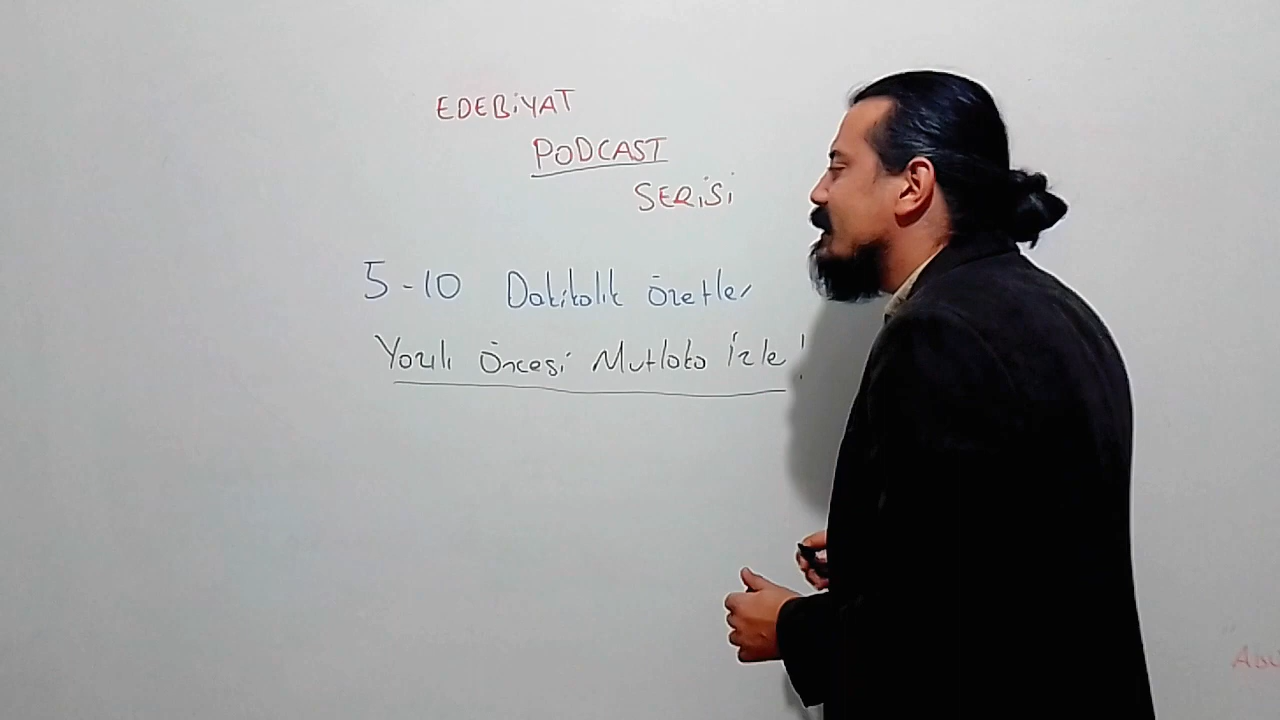 EDEBİYAT
PODCAST
SERİSİ
5-10 Dakikalık özetler
Yazılı Öncesi Mutlaka İzle!